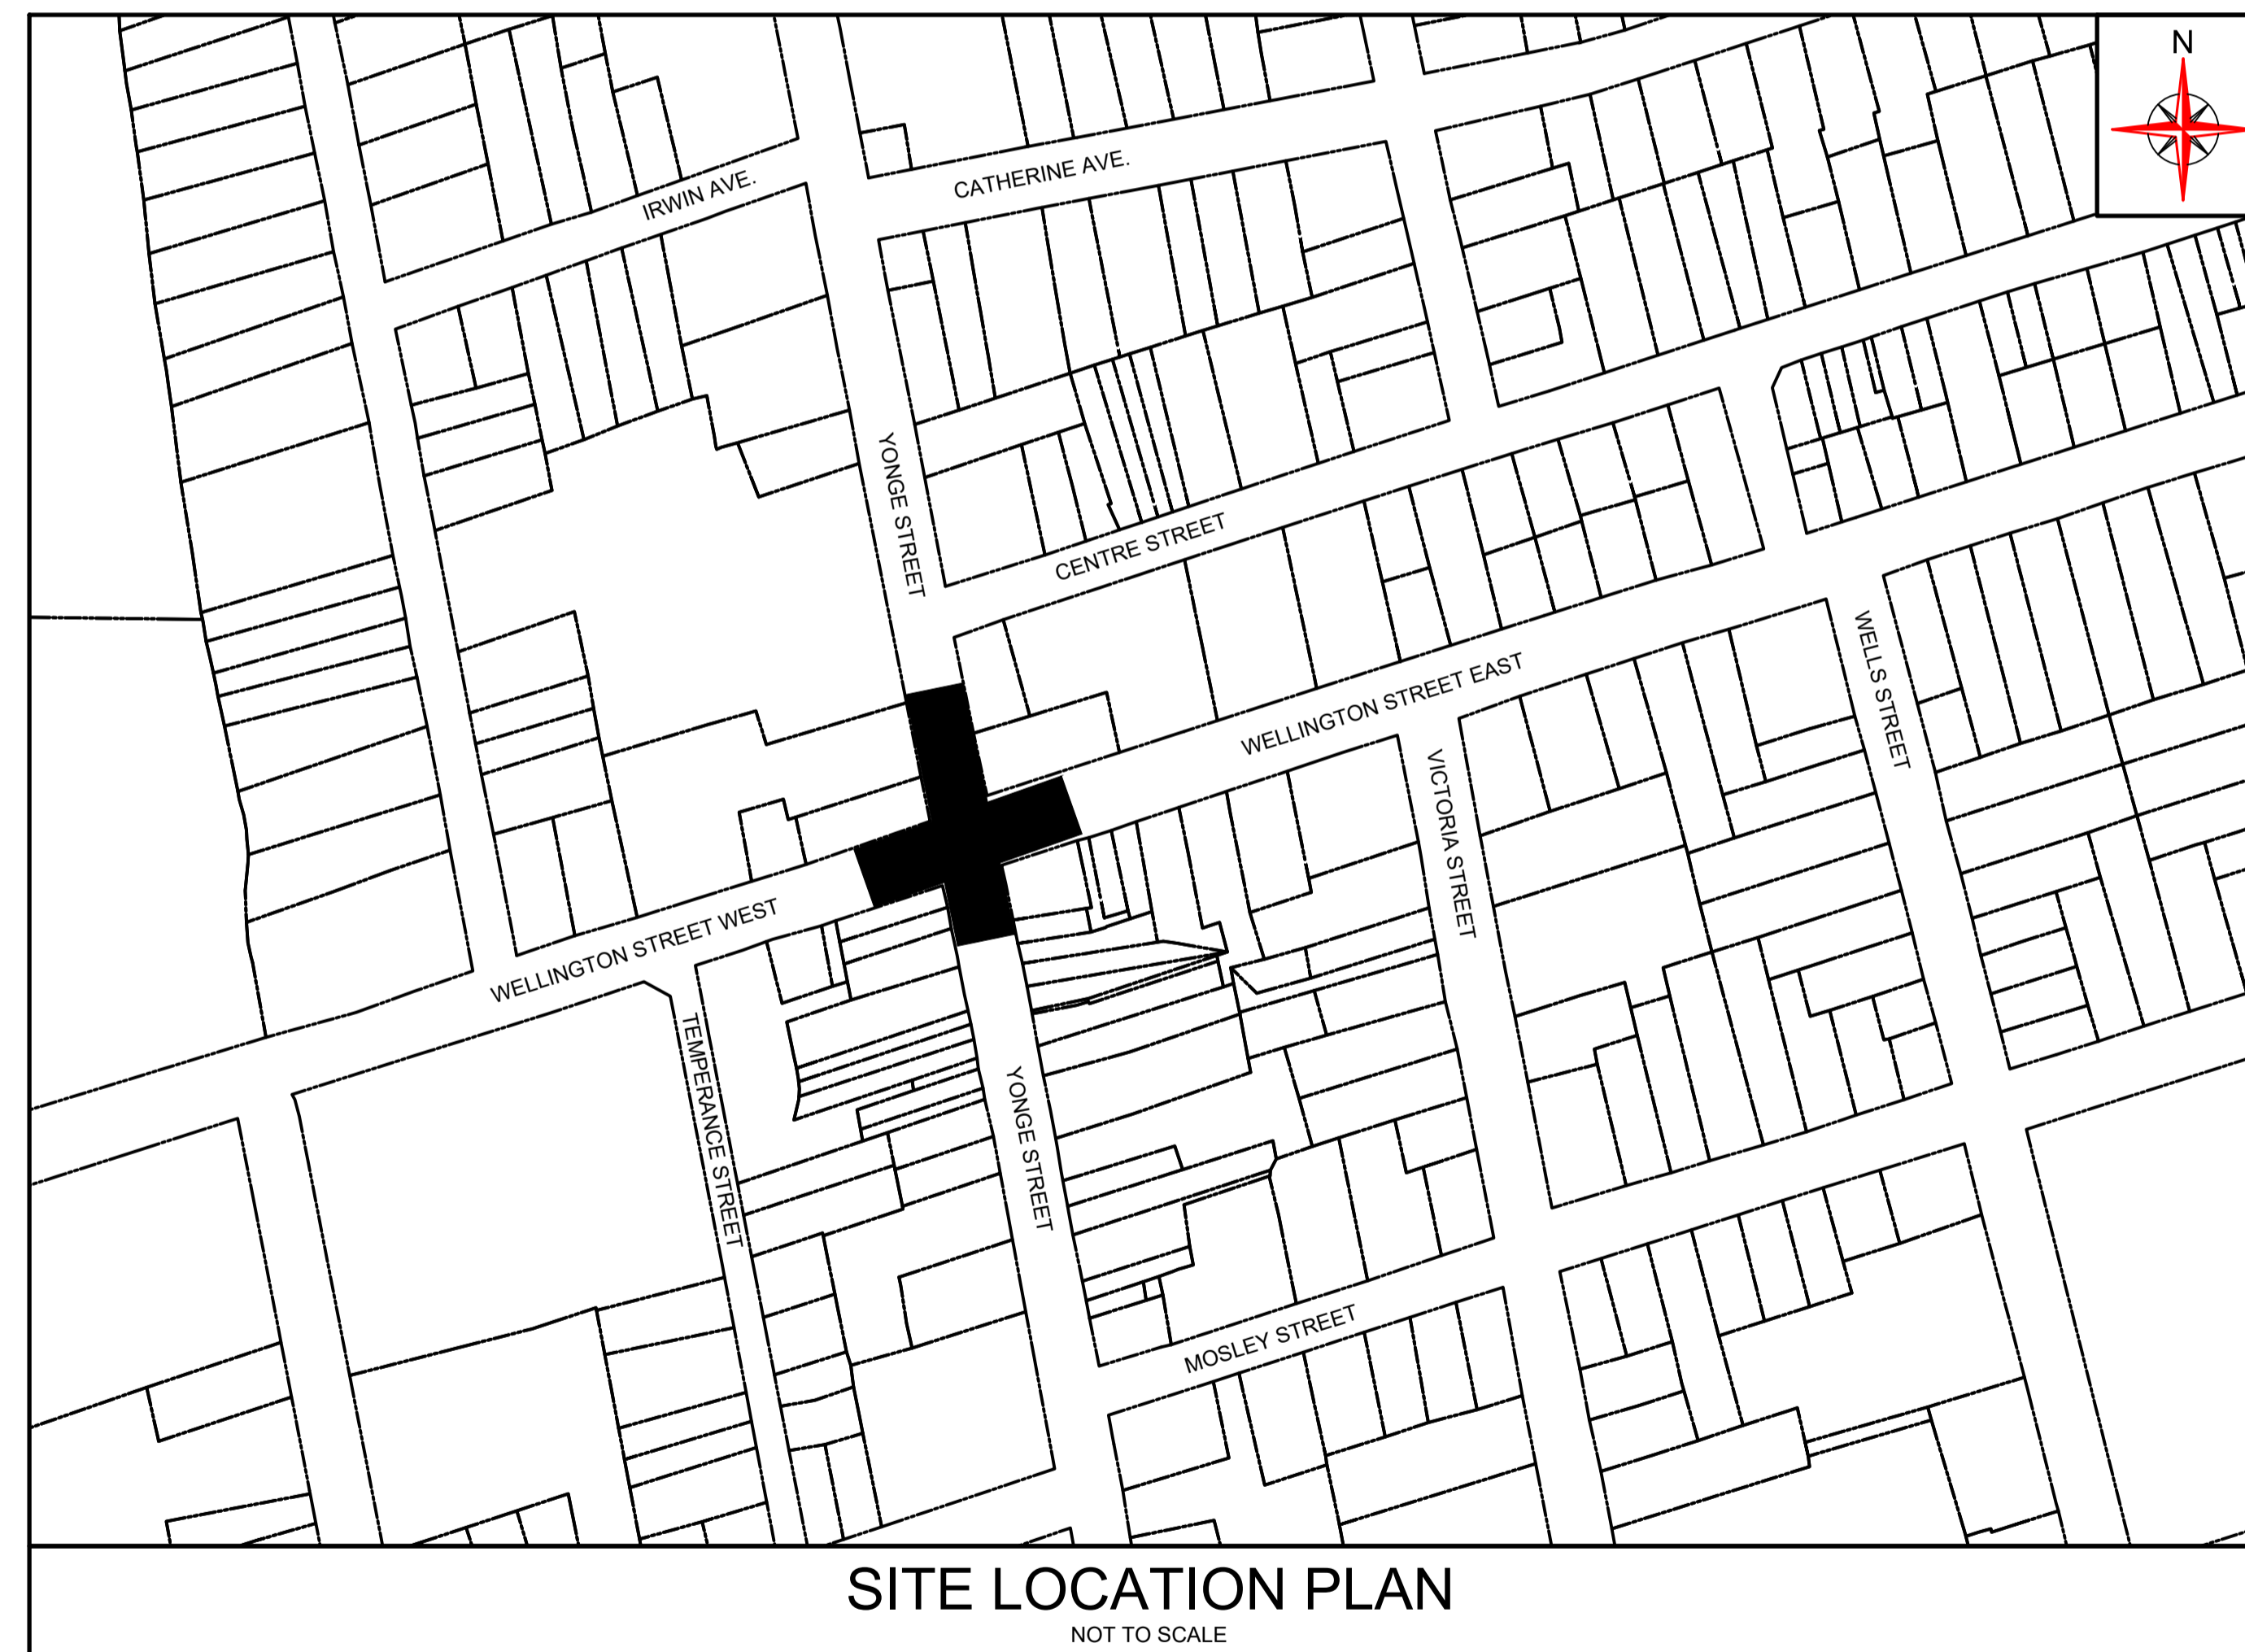 N
CATHERINE AVE.
IRWIN AVE.
YONGE STREET
CENTRE STREET
WELLINGTON STREET EAST
WELLS STREET
VICTORIA STREET
WELLINGTON STREET WEST
TEMPERANCE STREET
YONGE STREET
MOSLEY STREET
SITE LOCATION PLAN
NOT TO SCALE